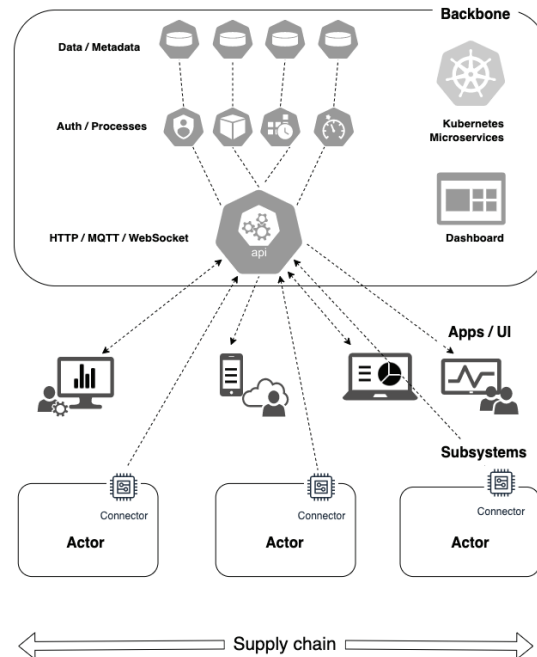 Backbone
Data / Metadata
Auth / Processes
Kubernetes
Microservices
HTTP / MQTT / WebSocket
api
Dashboard
Apps / UI
Subsystems
Connector
Connector
Connector
Actor
Actor
Actor
Supply chain